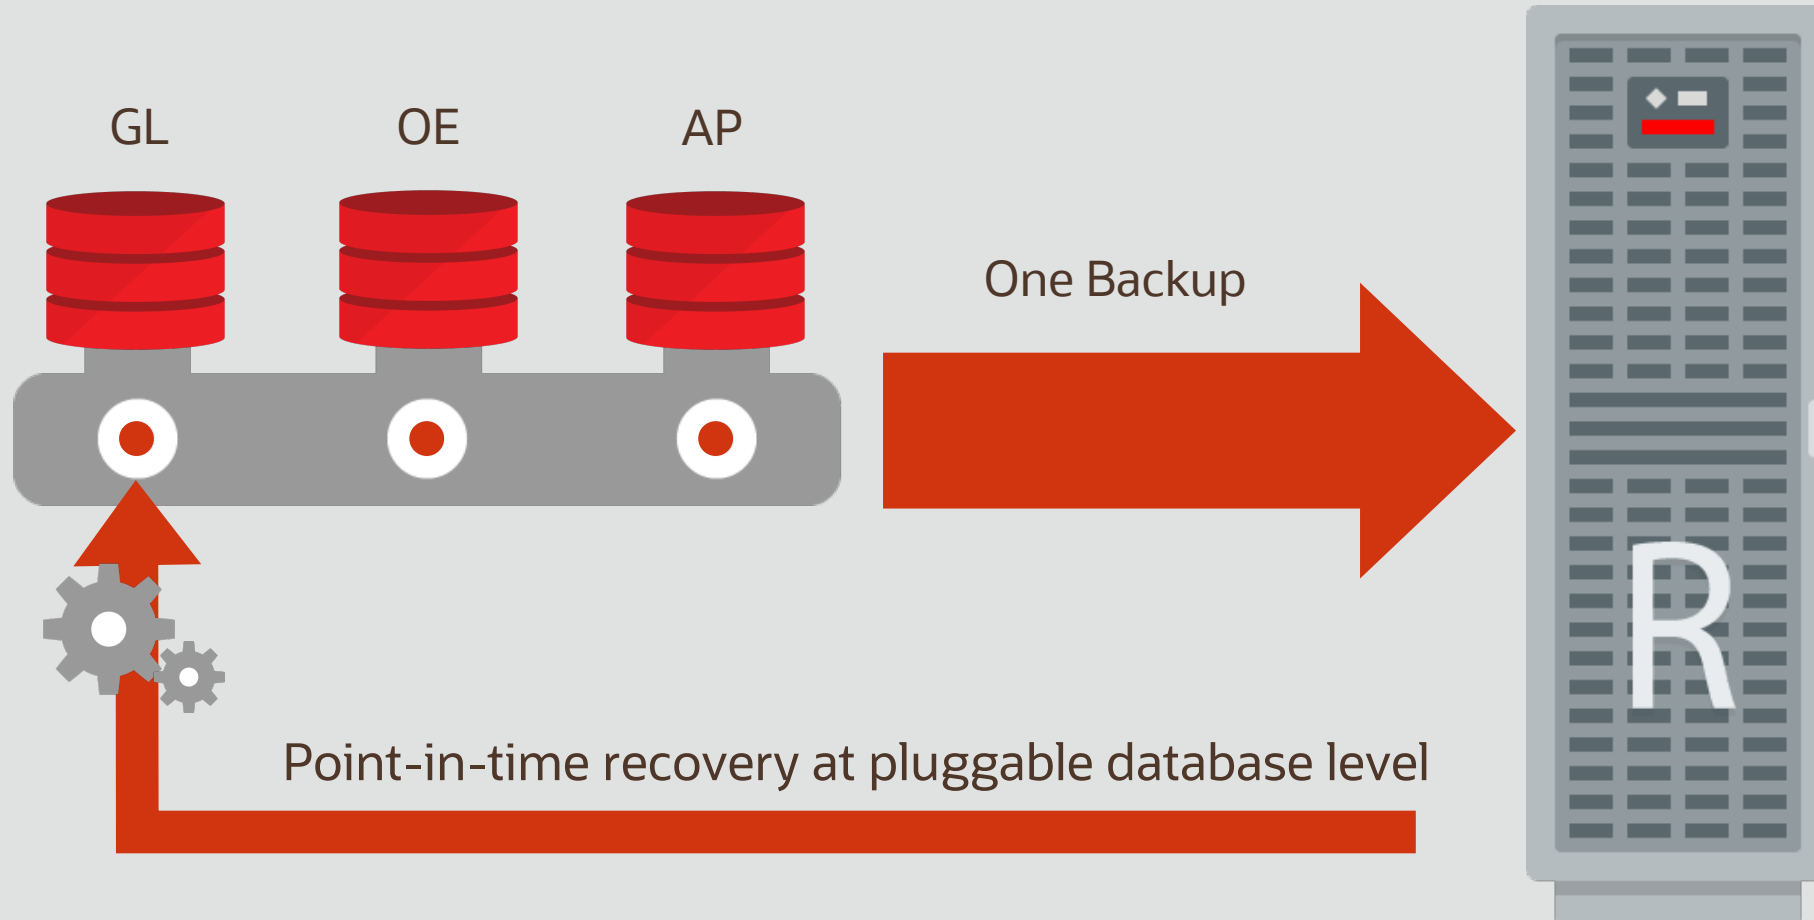 GL
OE
AP
One Backup
Point-in-time recovery at pluggable database level
R